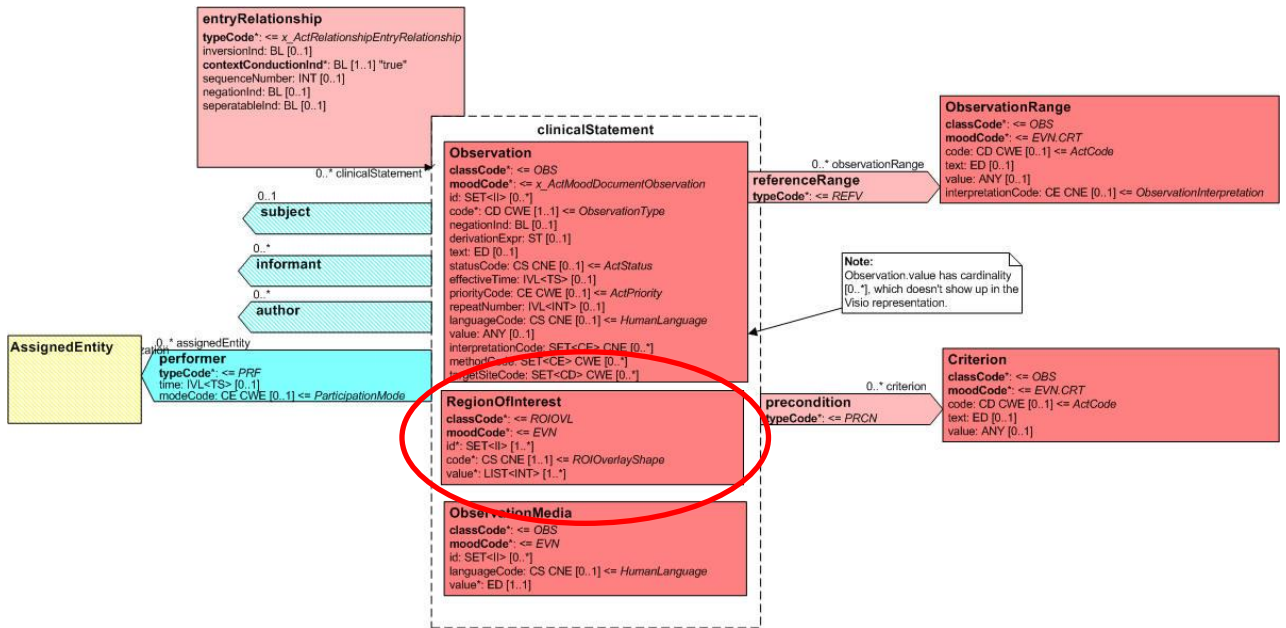 entryRelationship
typeCode*: <= x_ActRelationshipEntryRelationship
inversionInd: BL [0..1]
contextConductionInd*: BL [1..1] "true"
sequenceNumber: INT [0..1]
negationInd: BL [0..1]
seperatableInd: BL [0..1]
0..* clinicalStatement
0..1
subject
0..*
informant
0..*
author
AssignedEntity
0..* assignedEntity
performer
typeCode*: <= PRF
time: IVL<TS> [0..1]
modeCode: CE CWE [0..1] <= ParticipationMode
clinicalStatement
Observation
classCode*: <= OBS
moodCode*: <= x_ActMoodDocumentObservation
id: SET<II> [0..*]
code*: CD CWE [1..1] <= ObservationType
negationInd: BL [0..1]
derivationExpr: ST [0..1]
text: ED [0..1]
statusCode: CS CNE [0..1] <= ActStatus
effectiveTime: IVL<TS> [0..1]
priorityCode: CE CWE [0..1] <= ActPriority
repeatNumber: IVL<INT> [0..1]
languageCode: CS CNE [0..1] <= HumanLanguage
value: ANY [0..1]
interpretationCode: SET<CE> CNE [0..*]
methodCode: SET<CE> CWE [0..*]
targetSiteCode: SET<CD> CWE [0..*]
RegionOfInterest
classCode*: <= ROIOVL
moodCode*: <= EVN
id*: SET<II> [1..*]
code*: CS CNE [1..1] <= ROIOverlayShape
value*: LIST<INT> [1..*]
ObservationMedia
classCode*: <= OBS
moodCode*: <= EVN
id: SET<II> [0..*]
languageCode: CS CNE [0..1] <= HumanLanguage
value*: ED [1..1]
0..* observationRange
referenceRange
typeCode*: <= REFV
ObservationRange
classCode*: <= OBS
moodCode*: <= EVN.CRT
code: CD CWE [0..1] <= ActCode
text: ED [0..1]
value: ANY [0..1]
interpretationCode: CE CNE [0..1] <= ObservationInterpretation
Note:
Observation.value has cardinality
[0..*], which doesn't show up in the
Visio representation.
0..* criterion
precondition
typeCode*: <= PRCN
Criterion
classCode*: <= OBS
moodCode*: <= EVN.CRT
code: CD CWE [0..1] <= ActCode
text: ED [0..1]
value: ANY [0..1]